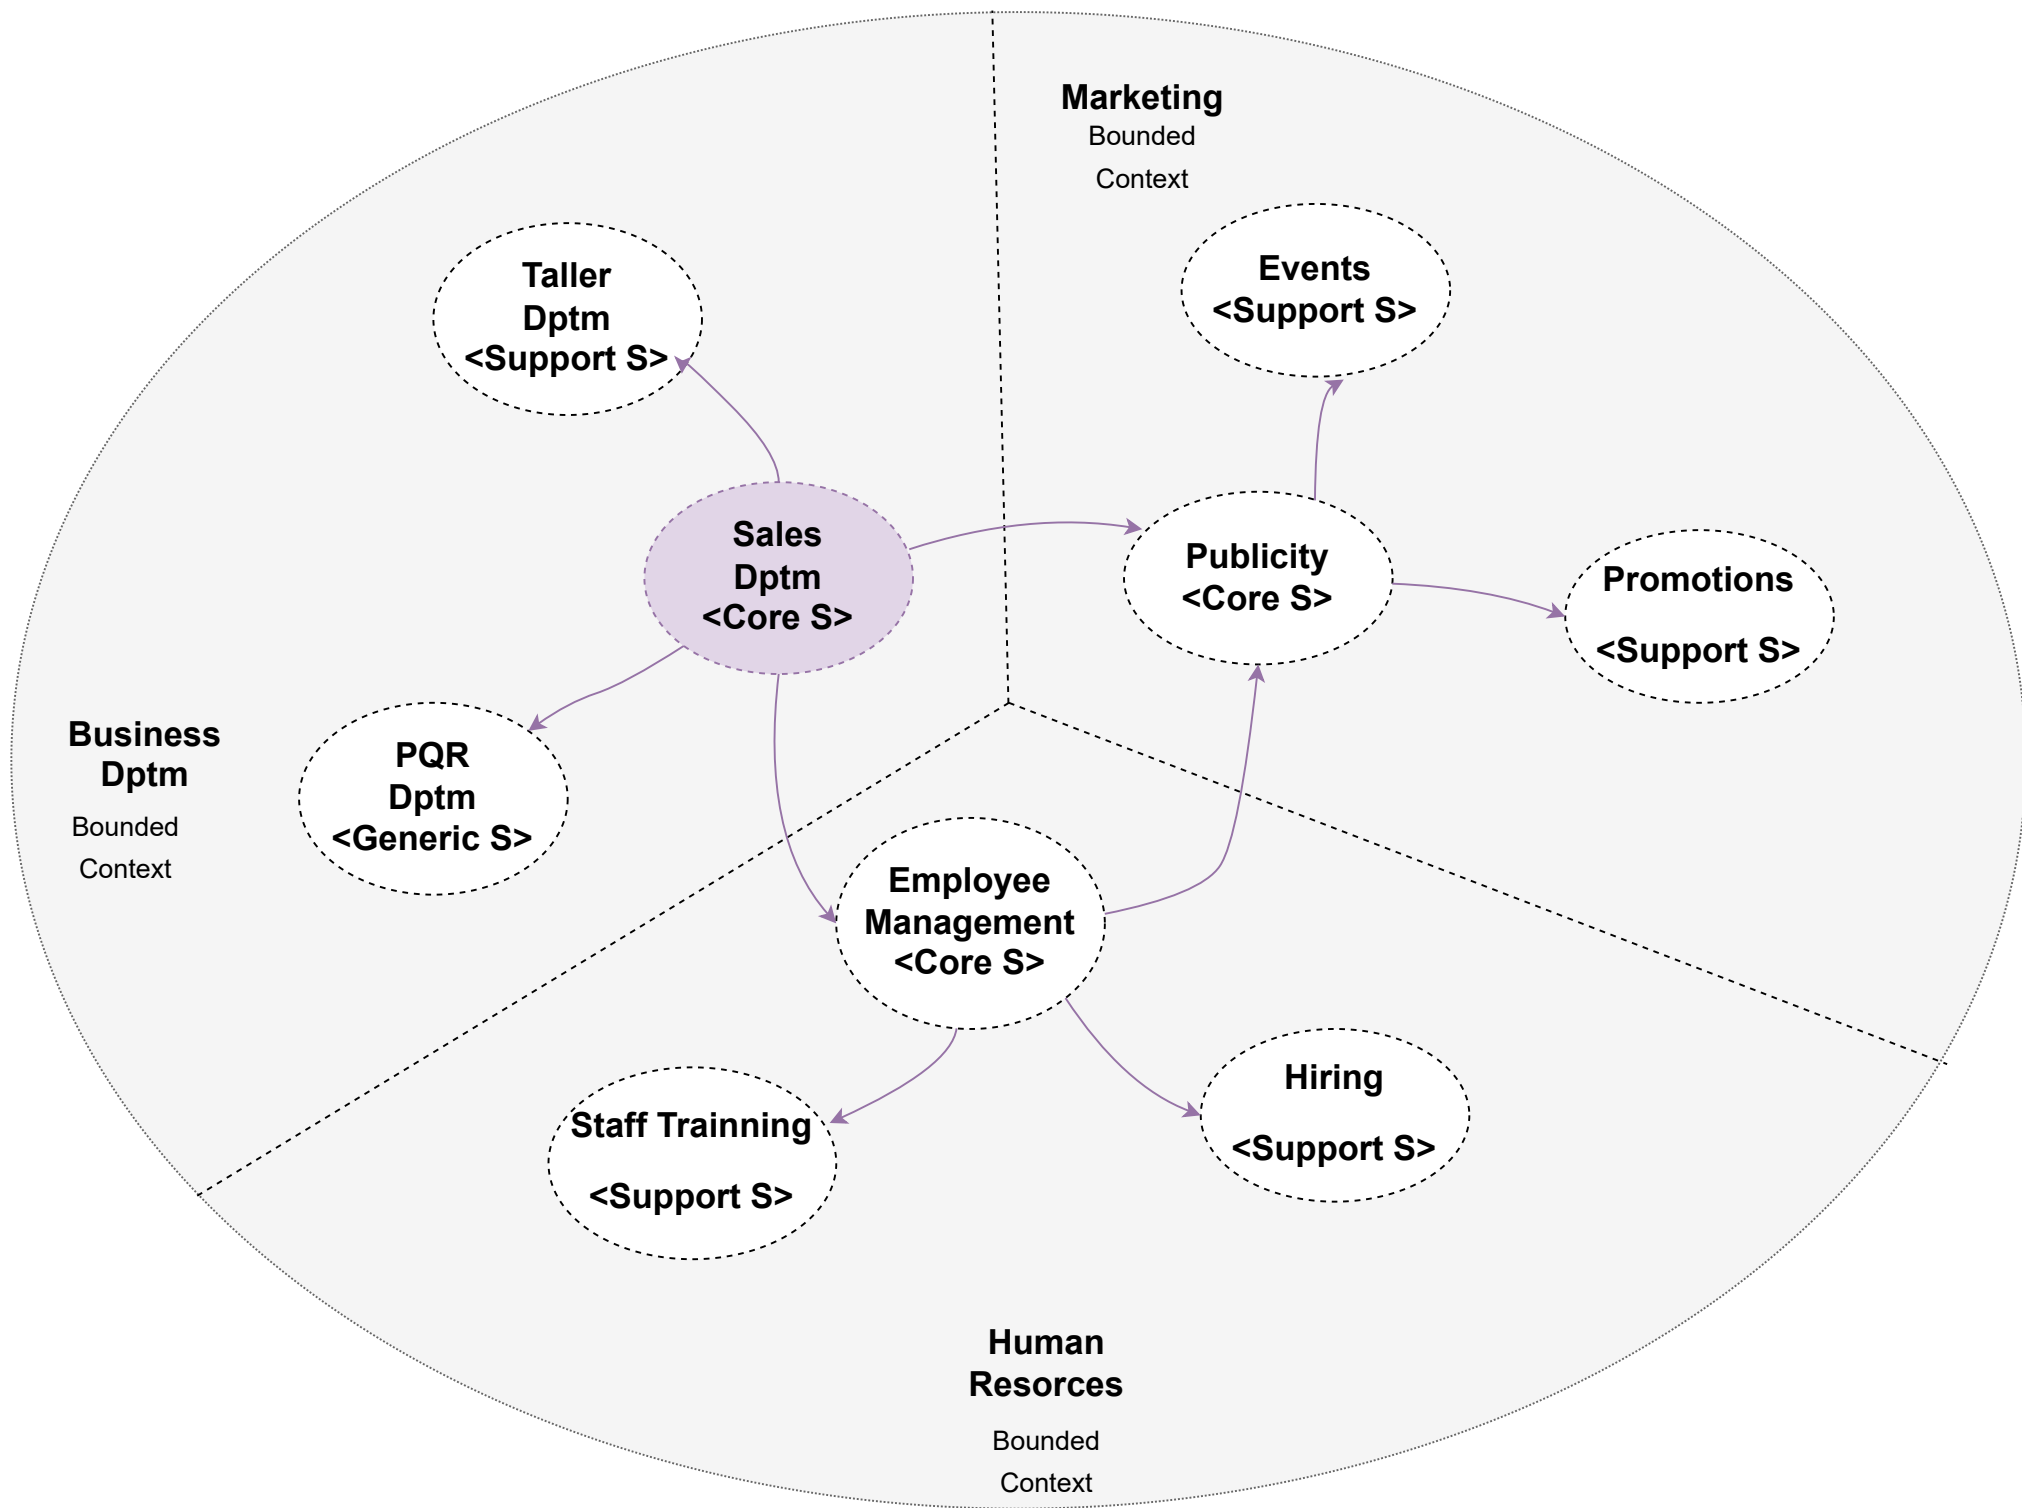 Marketing
Bounded
Context
Taller
Dptm
<Support S>
Events
<Support S>
Sales
Dptm
<Core S>
Publicity
<Core S>
Promotions
<Support S>
Business
Dptm
Bounded
Context
PQR
Dptm
<Generic S>
Employee
Management
<Core S>
Staff Trainning
<Support S>
Hiring
<Support S>
Human
Resorces
Bounded
Context